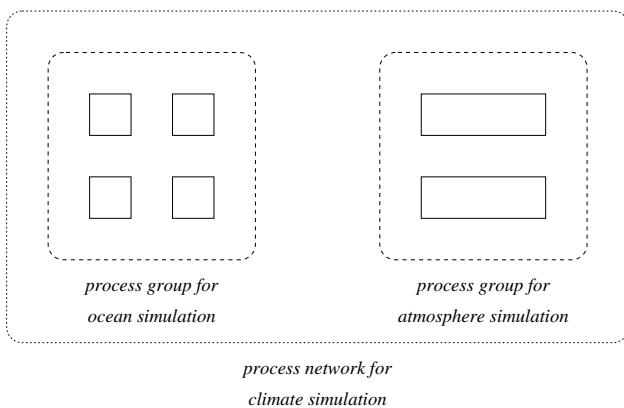 process group for
ocean simulation
process group for
atmosphere simulation
process network for
climate simulation